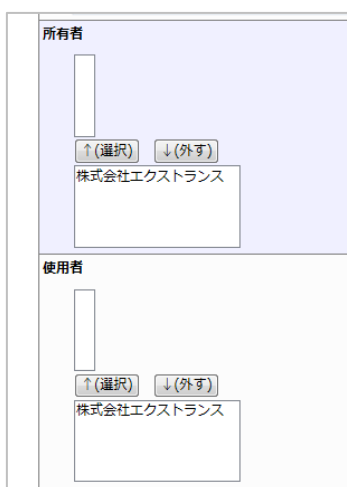 所有者
↑(選択) ↓(外す)
株式会社エクストランス
使用者
↑(選択) ↓(外す)
株式会社エクストランス